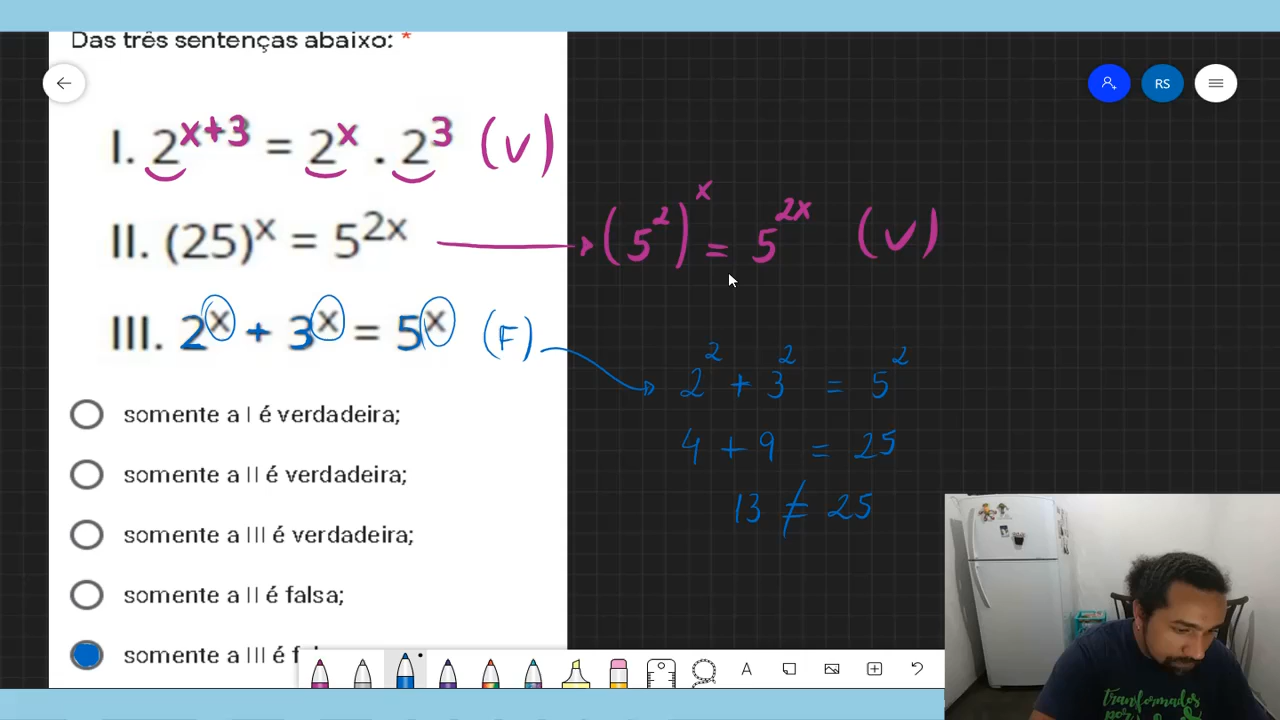 Das três sentenças abaixo: *
RS
I. 2^{x+3} = 2^x . 2^3 (V)
II. (25)^x = 5^{2x}
(5^2)^x = 5^{2x} (V)
III. 2^x + 3^x = 5^x (F)
2^2 + 3^2 = 5^2
4 + 9 = 25
13 ≠ 25
somente a I é verdadeira;
somente a II é verdadeira;
somente a III é verdadeira;
somente a II é falsa;
somente a III é
A
transformados